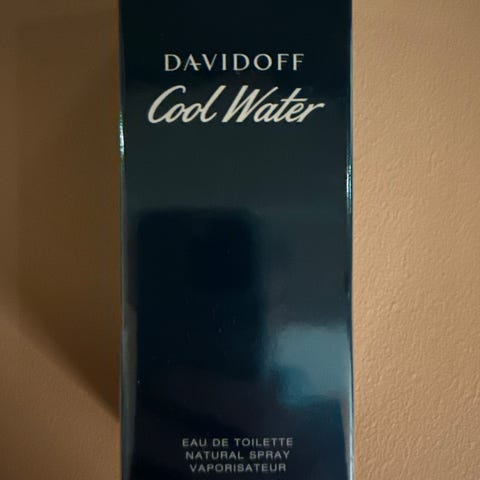 DAVIDOFF
Cool Water
EAU DE TOILETTE
NATURAL SPRAY
VAPORISATEUR